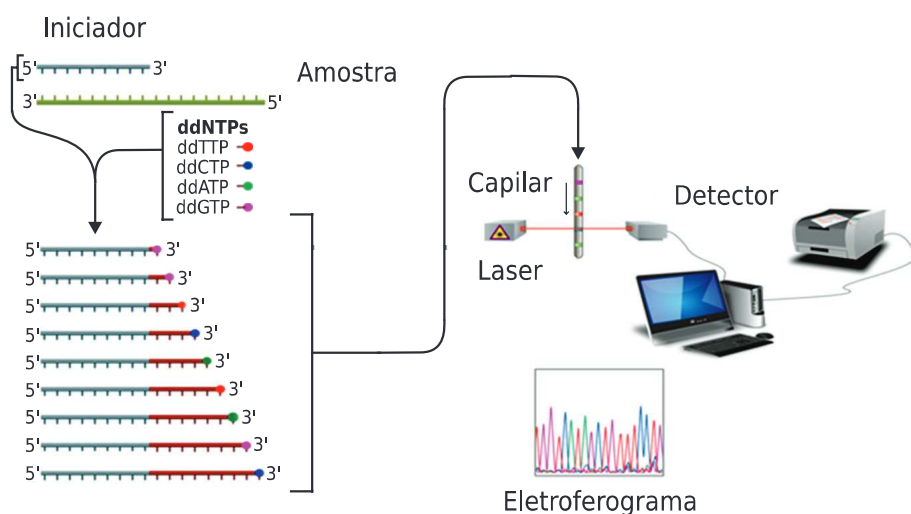 Iniciador
5' 3'
Amostra
3' 5'
ddNTPs
ddTTP
ddCTP
ddATP
ddGTP
5' 3'
5' 3'
5' 3'
5' 3'
5' 3'
5' 3'
5' 3'
5' 3'
5' 3'
Capilar
Detector
Laser
Eletroferograma